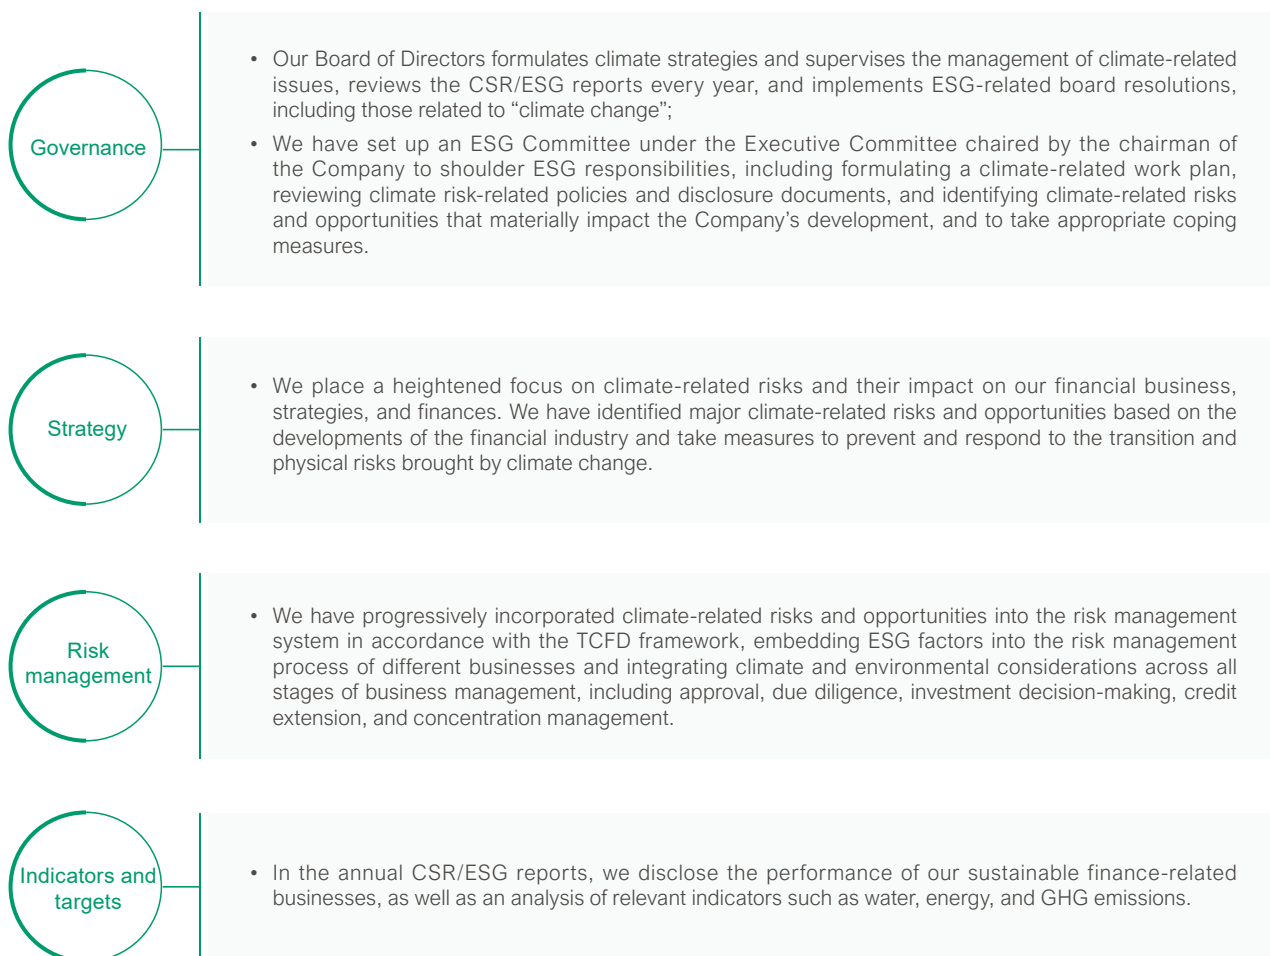 Governance
• Our Board of Directors formulates climate strategies and supervises the management of climate-related
issues, reviews the CSR/ESG reports every year, and implements ESG-related board resolutions,
including those related to “climate change”;
• We have set up an ESG Committee under the Executive Committee chaired by the chairman of
the Company to shoulder ESG responsibilities, including formulating a climate-related work plan,
reviewing climate risk-related policies and disclosure documents, and identifying climate-related risks
and opportunities that materially impact the Company’s development, and to take appropriate coping
measures.
Strategy
• We place a heightened focus on climate-related risks and their impact on our financial business,
strategies, and finances. We have identified major climate-related risks and opportunities based on the
developments of the financial industry and take measures to prevent and respond to the transition and
physical risks brought by climate change.
Risk
management
• We have progressively incorporated climate-related risks and opportunities into the risk management
system in accordance with the TCFD framework, embedding ESG factors into the risk management
process of different businesses and integrating climate and environmental considerations across all
stages of business management, including approval, due diligence, investment decision-making, credit
extension, and concentration management.
Indicators and
targets
• In the annual CSR/ESG reports, we disclose the performance of our sustainable finance-related
businesses, as well as an analysis of relevant indicators such as water, energy, and GHG emissions.